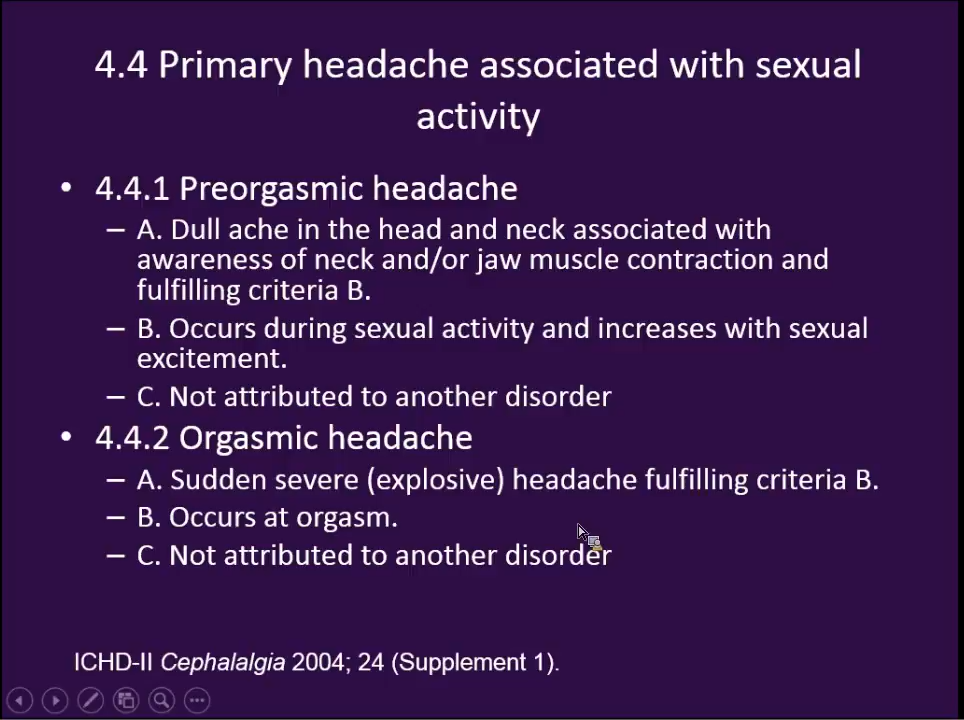 4.4 Primary headache associated with sexual
activity
• 4.4.1 Preorgasmic headache
– A. Dull ache in the head and neck associated with
awareness of neck and/or jaw muscle contraction and
fulfilling criteria B.
– B. Occurs during sexual activity and increases with sexual
excitement.
– C. Not attributed to another disorder
• 4.4.2 Orgasmic headache
– A. Sudden severe (explosive) headache fulfilling criteria B.
– B. Occurs at orgasm.
– C. Not attributed to another disorder
ICHD-II Cephalalgia 2004; 24 (Supplement 1).